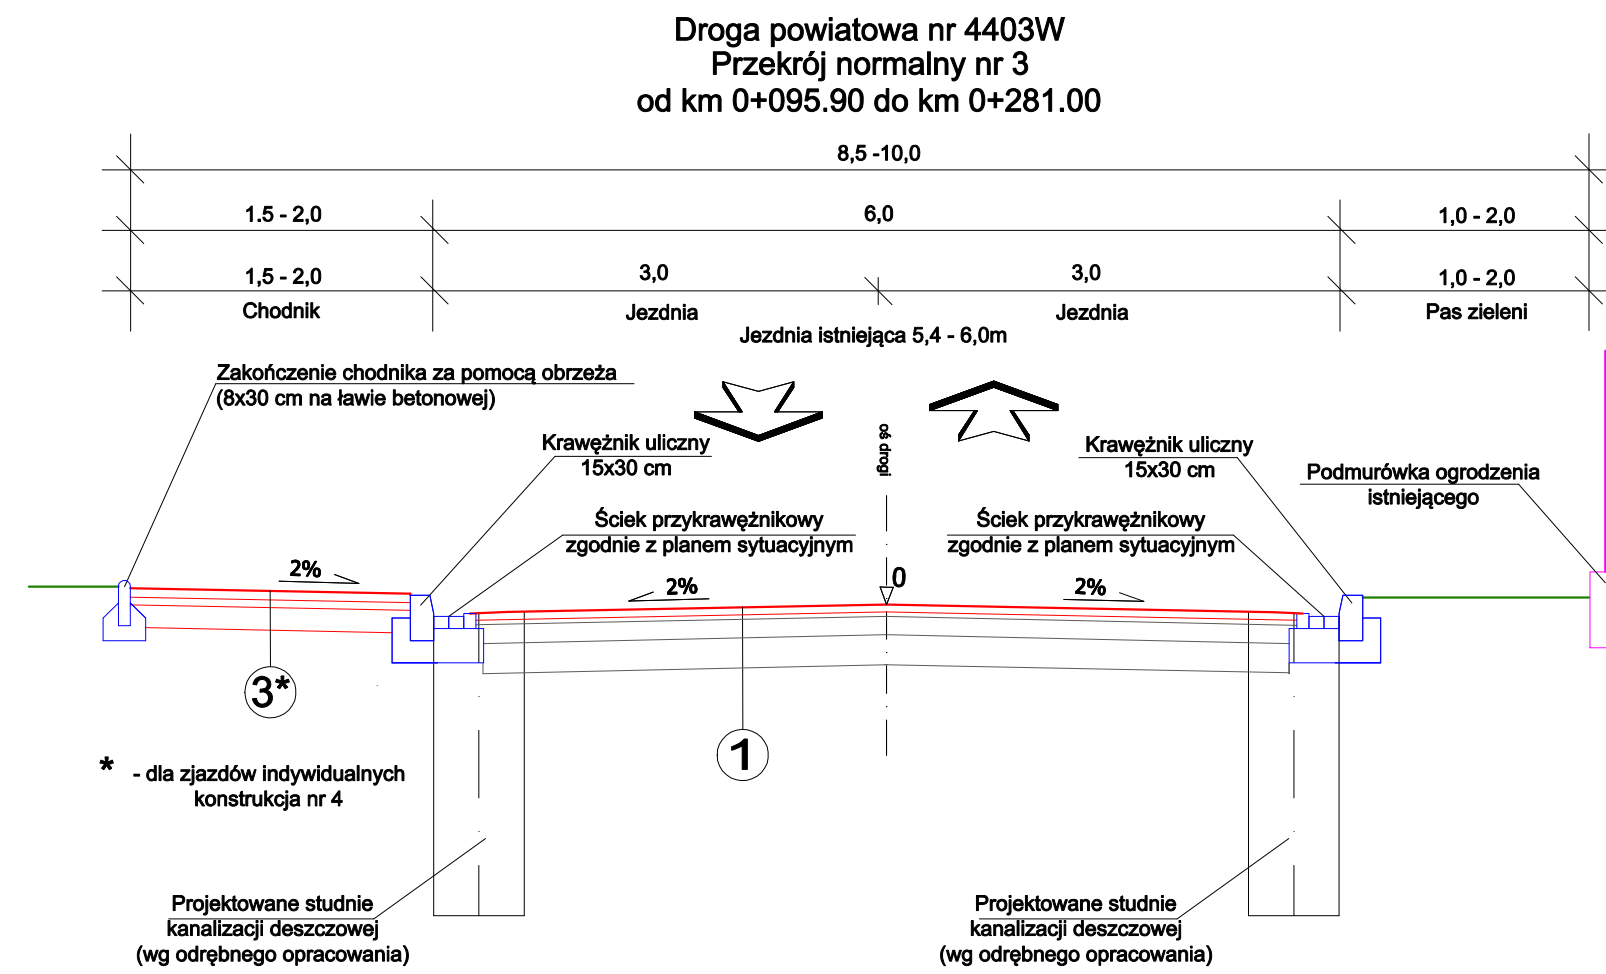 Droga powiatowa nr 4403W
Przekrój normalny nr 3
od km 0+095.90 do km 0+281.00
8,5 -10,0
1.5 - 2,0
6,0
1,0 - 2,0
1,5 - 2,0
3,0
3,0
1,0 - 2,0
Chodnik
Jezdnia
Jezdnia
Pas zieleni
Jezdnia istniejąca 5,4 - 6,0m
Zakończenie chodnika za pomocą obrzeża
(8x30 cm na ławie betonowej)
Krawężnik uliczny
15x30 cm
oś drogi
Krawężnik uliczny
15x30 cm
Podmurówka ogrodzenia
istniejącego
Ściek przykrawężnikowy
zgodnie z planem sytuacyjnym
Ściek przykrawężnikowy
zgodnie z planem sytuacyjnym
2%
2%
0
2%
3*
1
* - dla zjazdów indywidualnych
konstrukcja nr 4
Projektowane studnie
kanalizacji deszczowej
(wg odrębnego opracowania)
Projektowane studnie
kanalizacji deszczowej
(wg odrębnego opracowania)